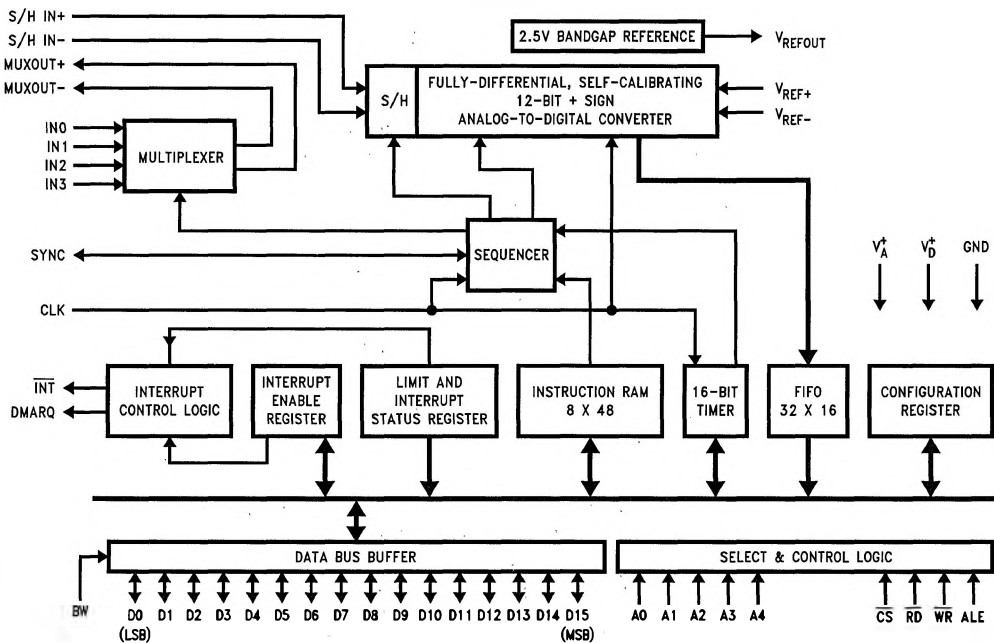 S/H IN+
S/H IN-
MUXOUT+
MUXOUT-
2.5V BANDGAP REFERENCE
VREFOUT
S/H
FULLY-DIFFERENTIAL, SELF-CALIBRATING
12-BIT + SIGN
ANALOG-TO-DIGITAL CONVERTER
VREF+
VREF-
IN0
IN1
IN2
IN3
MULTIPLEXER
SYNC
SEQUENCER
VA+
VD+
GND
CLK
INT
DMARQ
INTERRUPT
CONTROL LOGIC
INTERRUPT
ENABLE
REGISTER
LIMIT AND
INTERRUPT
STATUS REGISTER
INSTRUCTION RAM
8 X 48
16-BIT
TIMER
FIFO
32 X 16
CONFIGURATION
REGISTER
DATA BUS BUFFER
SELECT & CONTROL LOGIC
BW
D0 D1 D2 D3 D4 D5 D6 D7 D8 D9 D10 D11 D12 D13 D14 D15
(LSB) (MSB)
A0 A1 A2 A3 A4
CS RD WR ALE